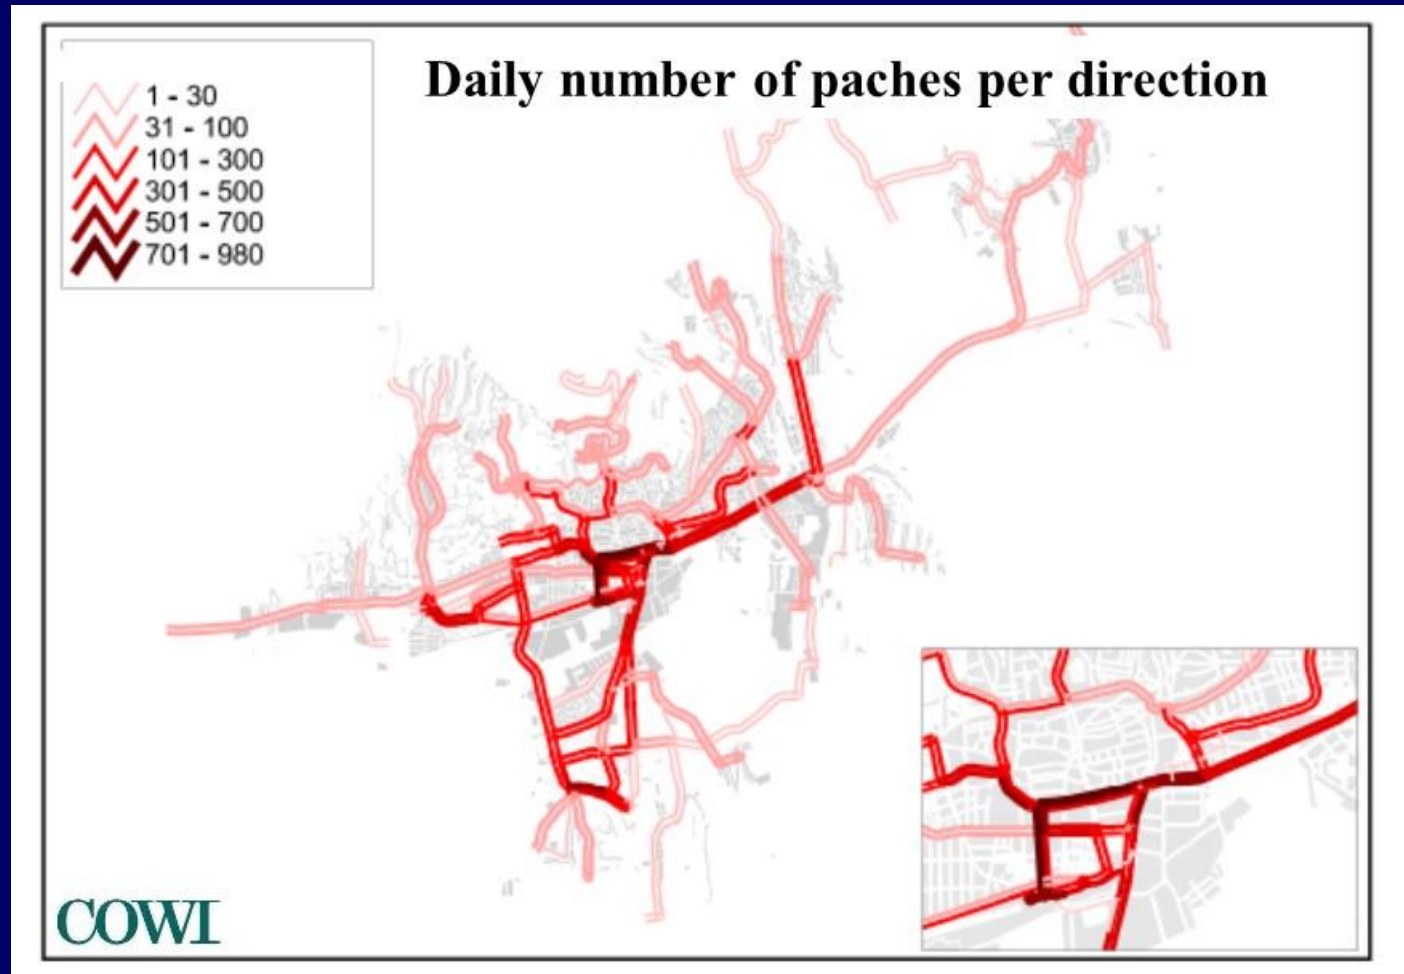 Daily number of paches per direction
1 - 30
31 - 100
101 - 300
301 - 500
501 - 700
701 - 980
COWI